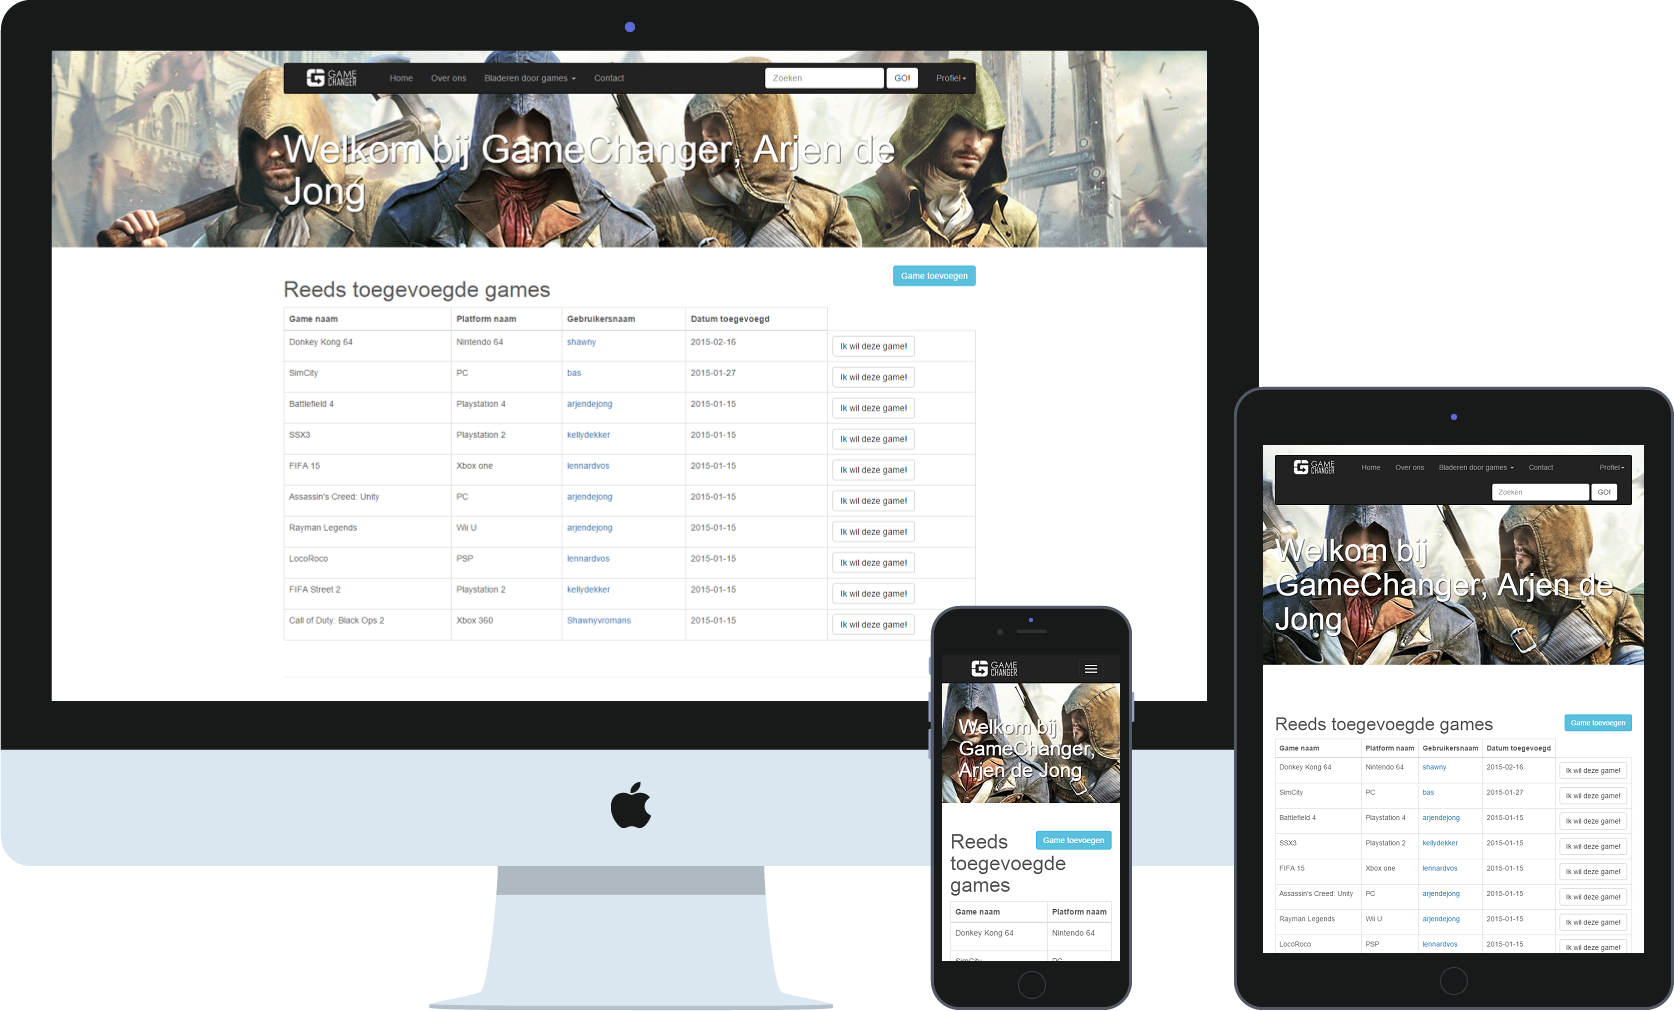 GAME CHANGER Home Over ons Bladeren door games Contact Zoeken GO! Profiel
Welkom bij GameChanger, Arjen de
Jong
Game toevoegen
Reeds toegevoegde games
Game naam Platform naam Gebruikersnaam Datum toegevoegd
Donkey Kong 64 Nintendo 64 shawny 2015-02-16 Ik wil deze game!
SimCity PC bas 2015-01-27 Ik wil deze game!
Battlefield 4 Playstation 4 arjendejong 2015-01-15 Ik wil deze game!
SSX3 Playstation 2 kellydekker 2015-01-15 Ik wil deze game!
FIFA 15 Xbox one lennardvos 2015-01-15 Ik wil deze game!
Assassin's Creed: Unity PC arjendejong 2015-01-15 Ik wil deze game!
Rayman Legends Wii U arjendejong 2015-01-15 Ik wil deze game!
LocoRoco PSP lennardvos 2015-01-15 Ik wil deze game!
FIFA Street 2 Playstation 2 kellydekker 2015-01-15 Ik wil deze game!
Call of Duty: Black Ops 2 Xbox 360 Shawnyvromans 2015-01-15 Ik wil deze game!
GAME CHANGER
Welkom bij
GameChanger,
Arjen de Jong
Game toevoegen
Reeds
toegevoegde
games
Game naam Platform naam
Donkey Kong 64 Nintendo 64
SimCity PC
GAME CHANGER Home Over ons Bladeren door games Contact Profiel
Zoeken GO!
Welkom bij
GameChanger, Arjen de
Jong
Reeds toegevoegde games Game toevoegen
Game naam Platform naam Gebruikersnaam Datum toegevoegd
Donkey Kong 64 Nintendo 64 shawny 2015-02-16 Ik wil deze game!
SimCity PC bas 2015-01-27 Ik wil deze game!
Battlefield 4 Playstation 4 arjendejong 2015-01-15 Ik wil deze game!
SSX3 Playstation 2 kellydekker 2015-01-15 Ik wil deze game!
FIFA 15 Xbox one lennardvos 2015-01-15 Ik wil deze game!
Assassin's Creed: Unity PC arjendejong 2015-01-15 Ik wil deze game!
Rayman Legends Wii U arjendejong 2015-01-15 Ik wil deze game!
LocoRoco PSP lennardvos 2015-01-15 Ik wil deze game!